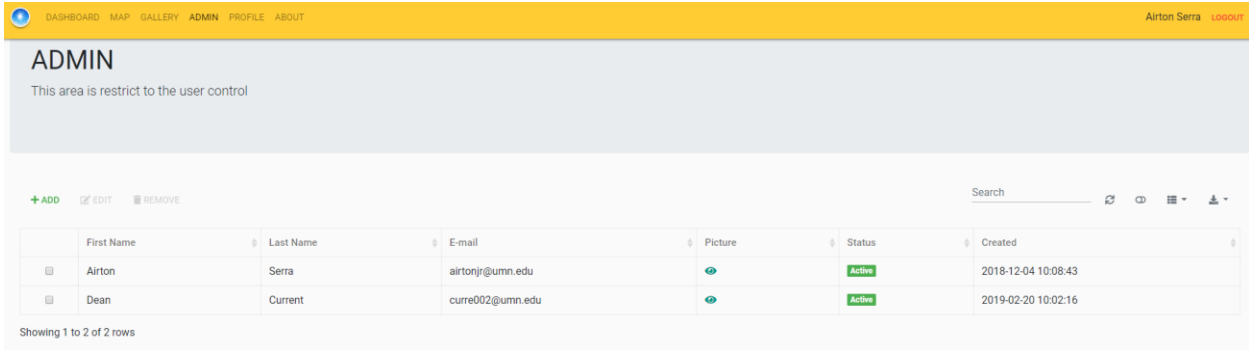 DASHBOARD MAP GALLERY ADMIN PROFILE ABOUT Airton Serra LOGOUT
ADMIN
This area is restrict to the user control
ADD EDIT REMOVE Search
First Name Last Name E-mail Picture Status Created
Airton Serra airtonjr@umn.edu Active 2018-12-04 10:08:43
Dean Current curre002@umn.edu Active 2019-02-20 10:02:16
Showing 1 to 2 of 2 rows